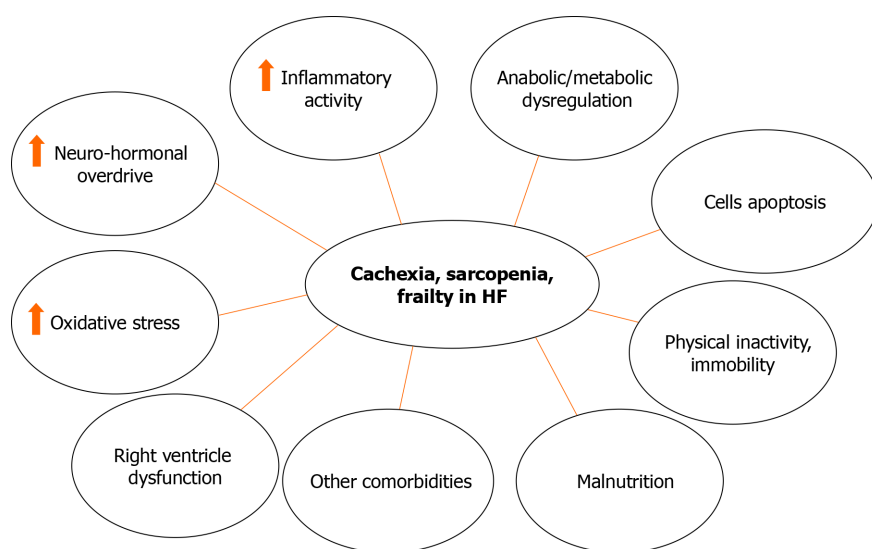 Inflammatory
activity
Anabolic/metabolic
dysregulation
Neuro-hormonal
overdrive
Cells apoptosis
Cachexia, sarcopenia,
frailty in HF
Oxidative stress
Physical inactivity,
immobility
Right ventricle
dysfunction
Other comorbidities
Malnutrition